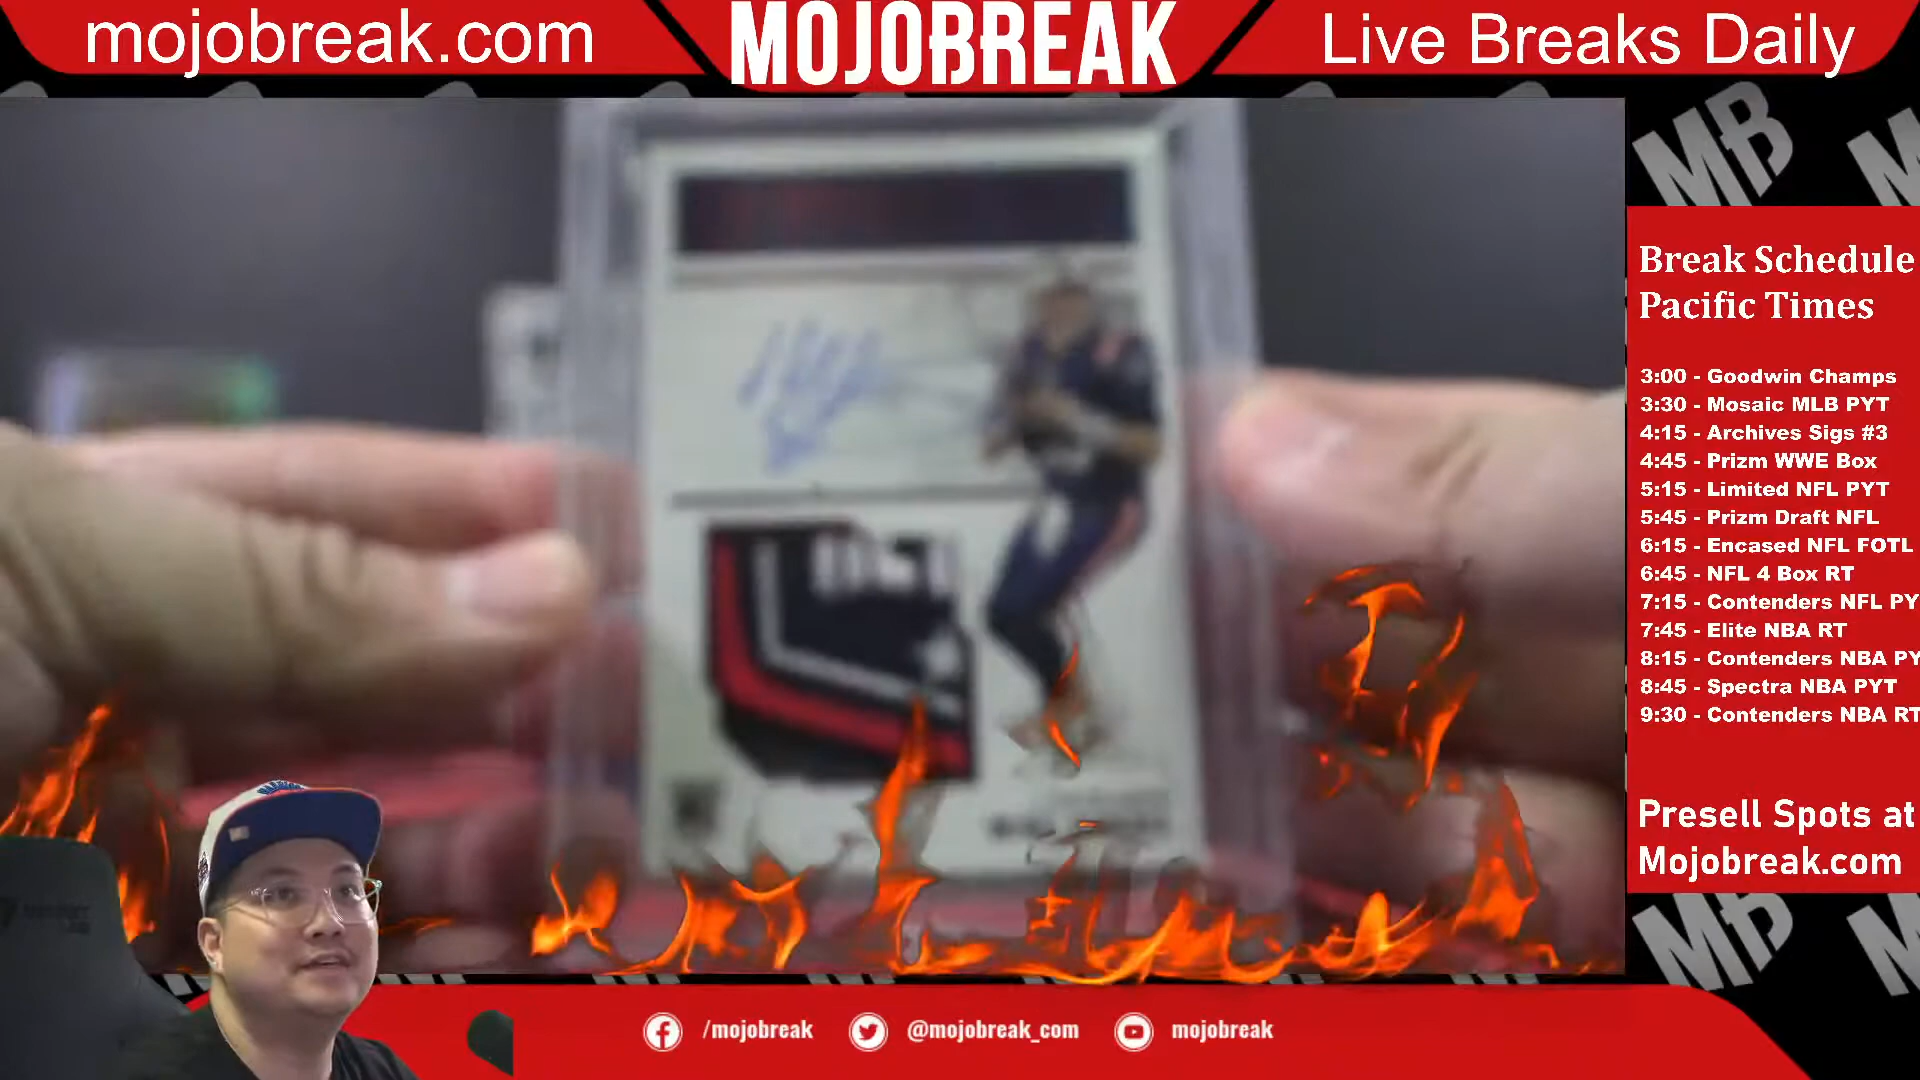 mojobreak.com
MOJOBREAK
Live Breaks Daily
MB
Break Schedule
Pacific Times
3:00 - Goodwin Champs
3:30 - Mosaic MLB PYT
4:15 - Archives Sigs #3
4:45 - Prizm WWE Box
5:15 - Limited NFL PYT
5:45 - Prizm Draft NFL
6:15 - Encased NFL FOTL
6:45 - NFL 4 Box RT
7:15 - Contenders NFL PY
7:45 - Elite NBA RT
8:15 - Contenders NBA PY
8:45 - Spectra NBA PYT
9:30 - Contenders NBA RT
Presell Spots at
Mojobreak.com
MB
/mojobreak
@mojobreak_com
mojobreak